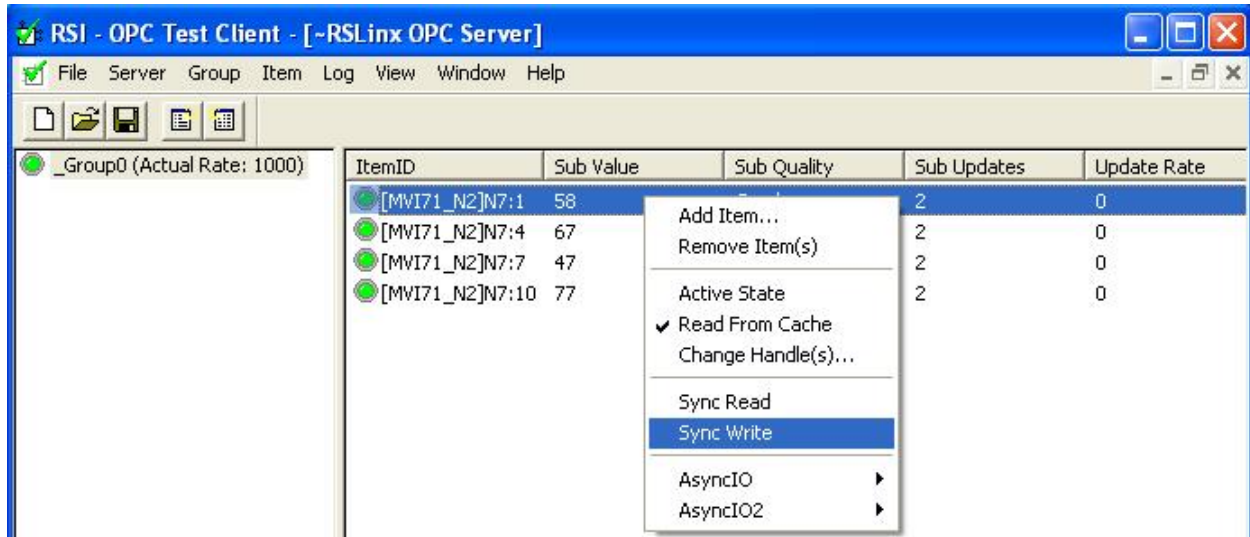 RSI - OPC Test Client - [~RSLinx OPC Server]
File Server Group Item Log View Window Help
_Group0 (Actual Rate: 1000)
ItemID Sub Value Sub Quality Sub Updates Update Rate
[MVI71_N2]N7:1 58 2 0
[MVI71_N2]N7:4 67 2 0
[MVI71_N2]N7:7 47 2 0
[MVI71_N2]N7:10 77 2 0
Add Item...
Remove Item(s)
Active State
Read From Cache
Change Handle(s)...
Sync Read
Sync Write
AsyncIO
AsyncIO2